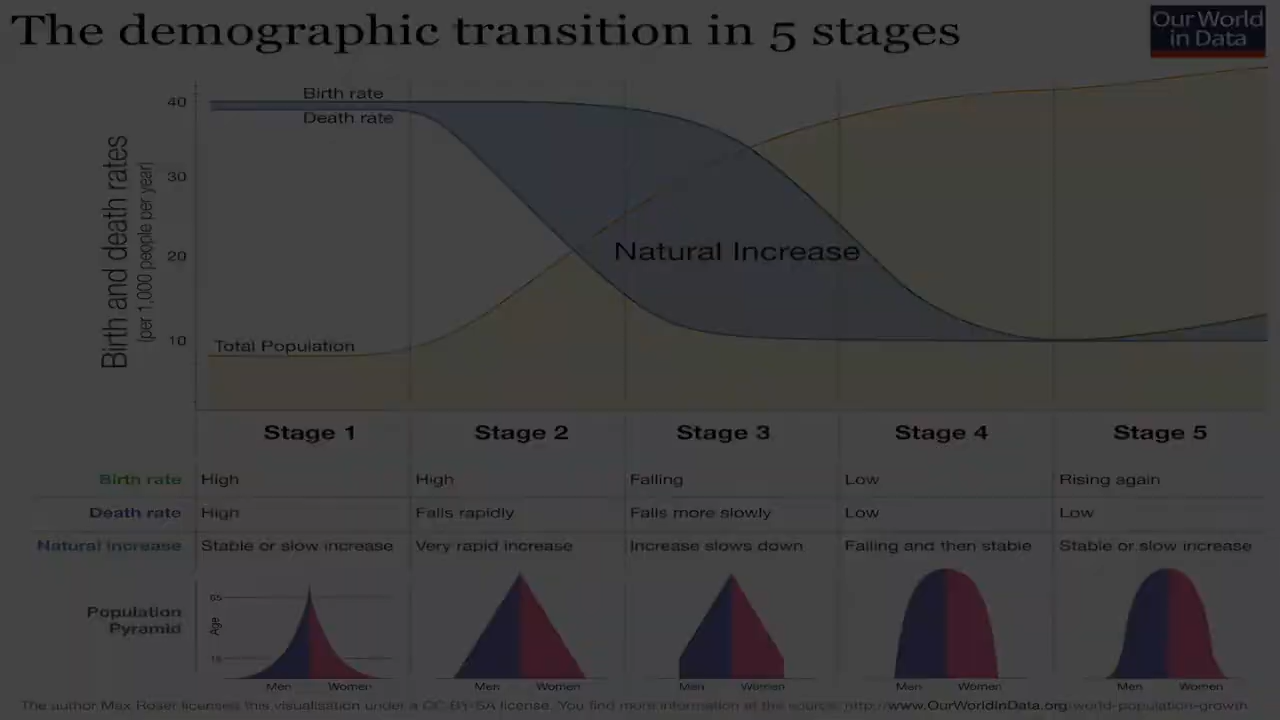 The demographic transition in 5 stages
Our World
in Data
Birth and death rates
(per 1,000 people per year)
40
30
20
10
Birth rate
Death rate
Natural Increase
Total Population
Stage 1 Stage 2 Stage 3 Stage 4 Stage 5
Birth rate High High Falling Low Rising again
Death rate High Falls rapidly Falls more slowly Low Low
Natural increase Stable or slow increase Very rapid increase Increase slows down Falling and then stable Stable or slow increase
Population
Pyramid
Age
65
15
Men Women Men Women Men Women Men Women Men Women
The author Max Roser licenses this visualisation under a CC BY-SA license. You find more information at the source: http://www.OurWorldInData.org/world-population-growth